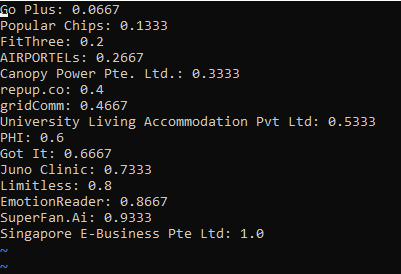 Go Plus: 0.0667
Popular Chips: 0.1333
FitThree: 0.2
AIRPORTELs: 0.2667
Canopy Power Pte. Ltd.: 0.3333
repup.co: 0.4
gridComm: 0.4667
University Living Accommodation Pvt Ltd: 0.5333
PHI: 0.6
Got It: 0.6667
Juno Clinic: 0.7333
Limitless: 0.8
EmotionReader: 0.8667
SuperFan.Ai: 0.9333
Singapore E-Business Pte Ltd: 1.0
~
~